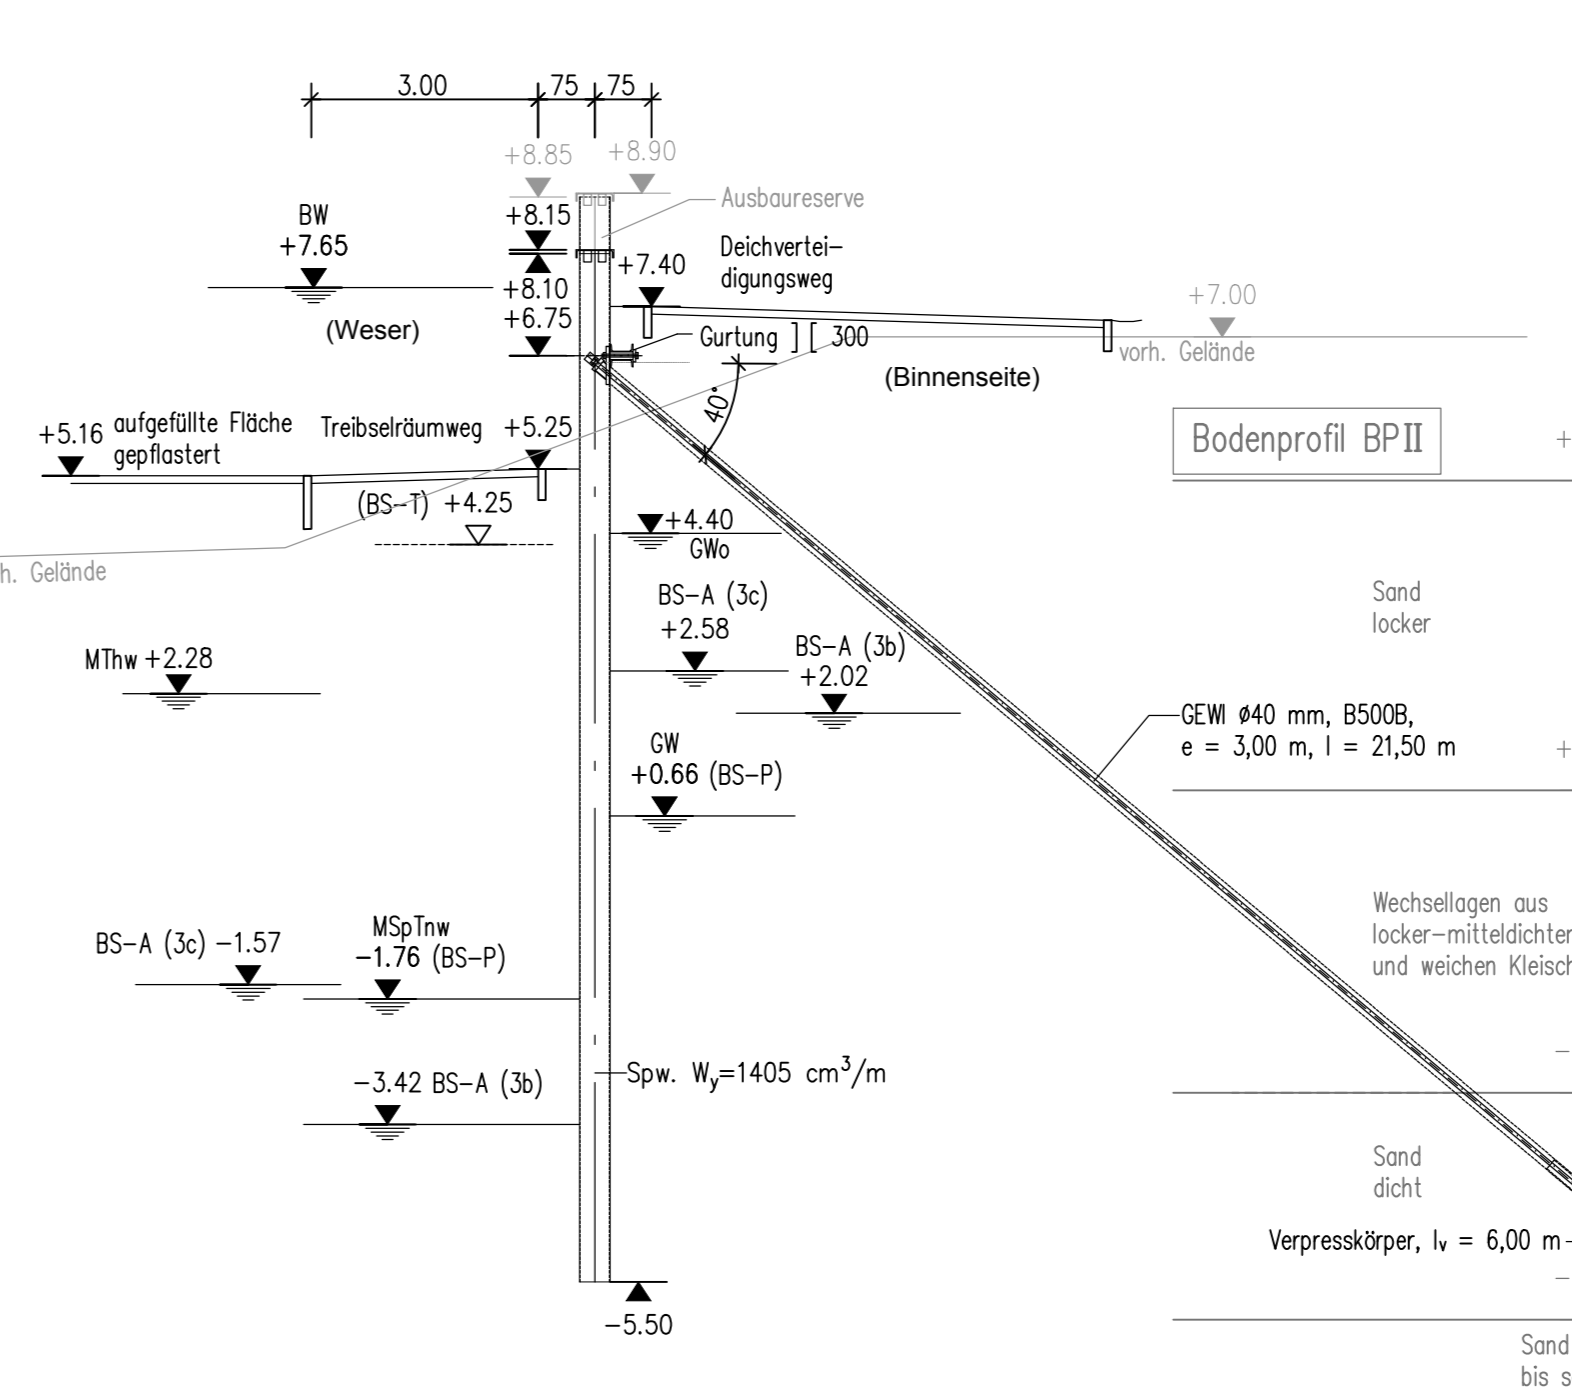 3.00 75 75
+8.85 +8.90
Ausbaureserve
BW
+7.65
(Weser)
+8.15
+8.10
+6.75
+7.40
Deichvertei-
digungsweg
+7.00
vorh. Gelände
Gurtung ][ 300
(Binnenseite)
40°
+5.16
aufgefüllte Fläche
gepflastert
Treibselräumweg +5.25
(BS-T) +4.25
h. Gelände
+4.40
GWo
Bodenprofil BPII
+
BS-A (3c)
+2.58
BS-A (3b)
+2.02
Sand
locker
MThw +2.28
GEWI ø40 mm, B500B,
e = 3,00 m, l = 21,50 m
+
GW
+0.66 (BS-P)
Wechsellagen aus
locker-mitteldichter
und weichen Kleisch
BS-A (3c) -1.57
MSpTnw
-1.76 (BS-P)
-
-3.42 BS-A (3b)
Spw. Wy=1405 cm³/m
Sand
dicht
Verpresskörper, lv = 6,00 m
-
-5.50
Sand
bis s